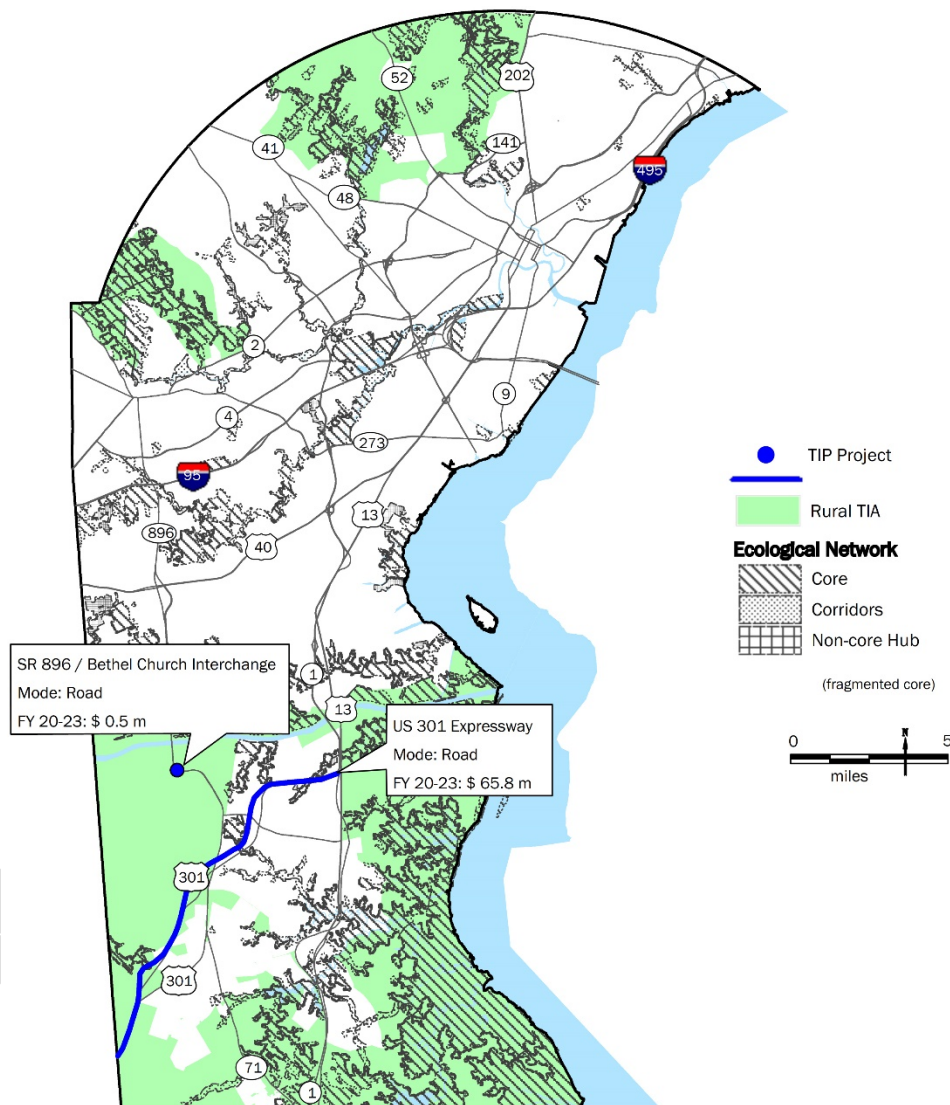 52
202
41
141
495
48
2
9
4
273
95
13
896
40
SR 896 / Bethel Church Interchange
Mode: Road
FY 20-23: $ 0.5 m
1
13
US 301 Expressway
Mode: Road
FY 20-23: $ 65.8 m
301
301
71
1
TIP Project
Rural TIA
Ecological Network
Core
Corridors
Non-core Hub
(fragmented core)
0 5
N
miles